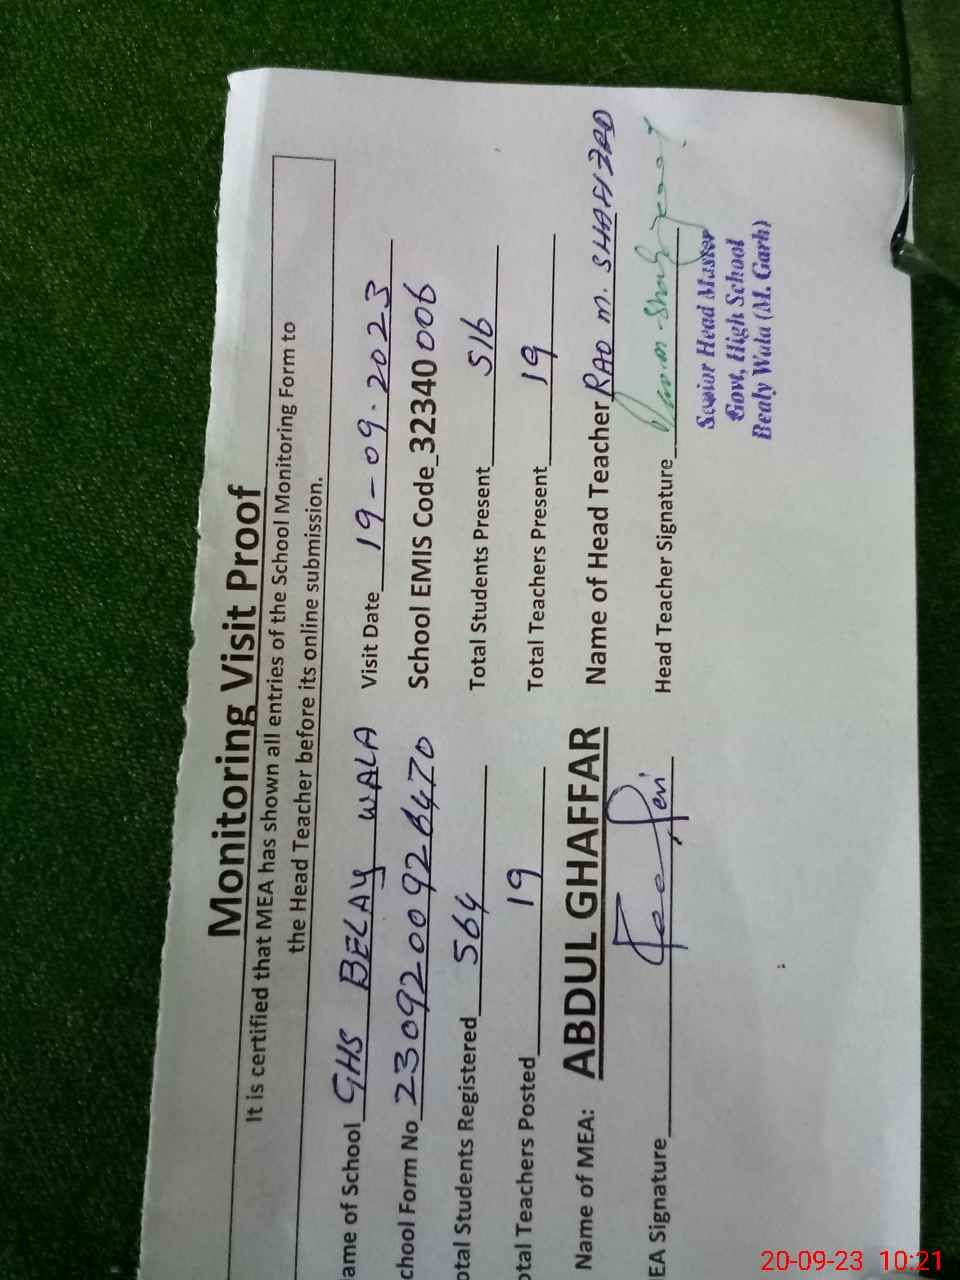 Monitoring Visit Proof
It is certified that MEA has shown all entries of the School Monitoring Form to
the Head Teacher before its online submission.
ame of School GHS BELAY WALA Visit Date 19-09-2023
chool Form No 2309200926470 School EMIS Code 32340006
otal Students Registered 564 Total Students Present 516
otal Teachers Posted 19 Total Teachers Present 19
Name of MEA: ABDUL GHAFFAR Name of Head Teacher RAO M. SHAHZAD
EA Signature Head Teacher Signature
Senior Head Master
Govt, High School
Bealy Wala (M. Garh)
20-09-23 10:21